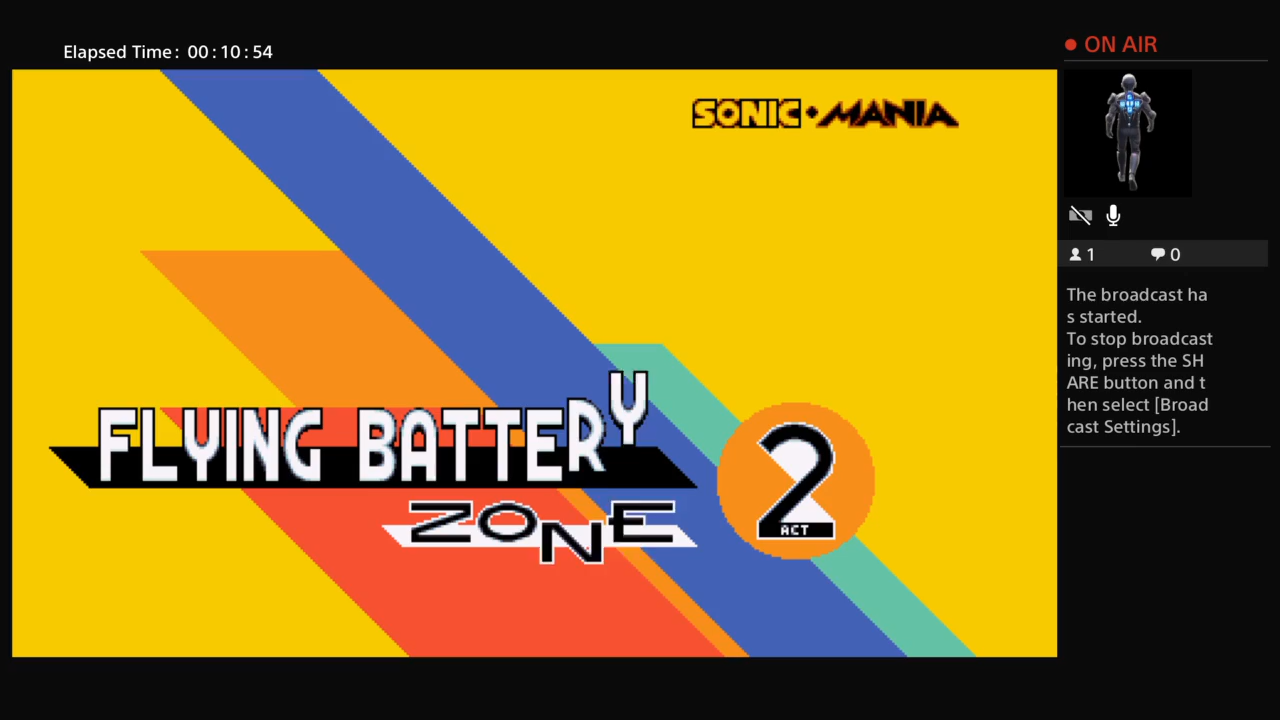 Elapsed Time: 00:10:54
ON AIR
SONIC MANIA
1 0
The broadcast ha
s started.
To stop broadcast
ing, press the SH
ARE button and t
hen select [Broad
cast Settings].
FLYING BATTERY
ZONE
2
ACT